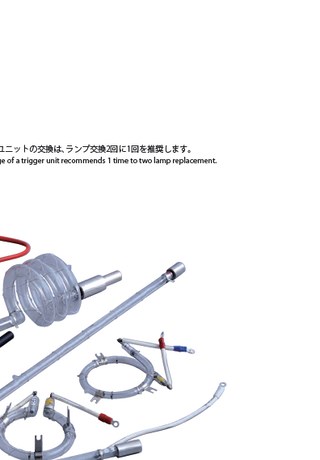 ユニットの交換は、ランプ交換2回に1回を推奨します。
ge of a trigger unit recommends 1 time to two lamp replacement.